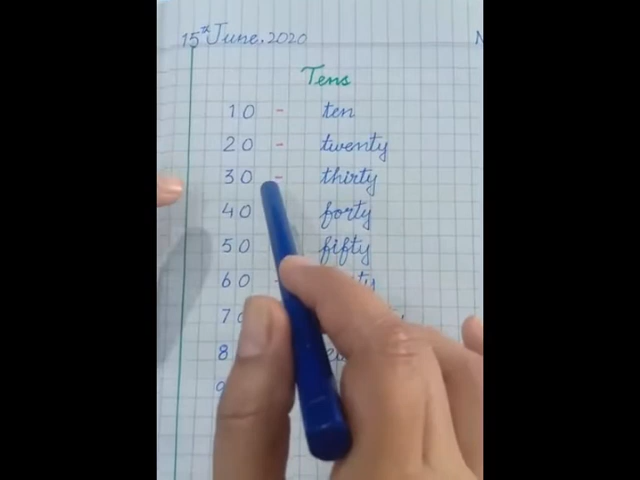 15th June, 2020
Tens
10 - ten
20 - twenty
30 - thirty
40 forty
50 fifty
60 -